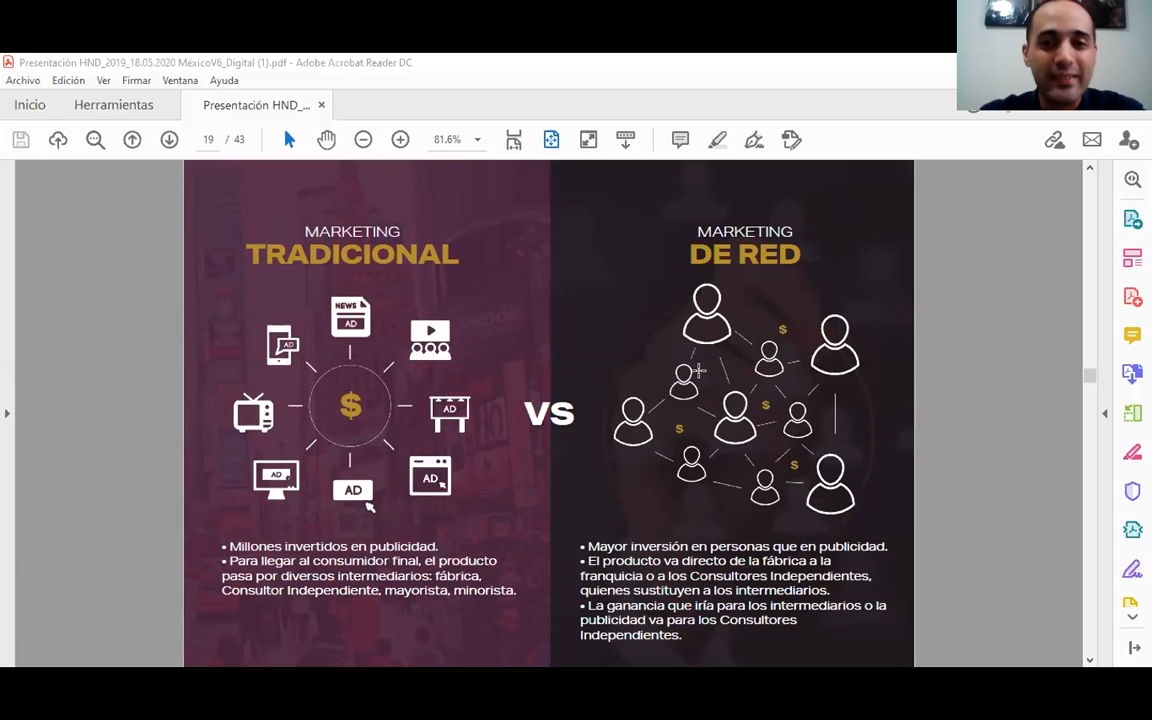 Presentación HND_2019_18.05.2020 MéxicoV6_Digital (1).pdf - Adobe Acrobat Reader DC
Archivo Edición Ver Firmar Ventana Ayuda
Inicio Herramientas Presentación HND_... ×
19 / 43 81.6%
MARKETING
TRADICIONAL
NEWS
AD
AD
AD
AD
AD
AD
$
• Millones invertidos en publicidad.
• Para llegar al consumidor final, el producto
pasa por diversos intermediarios: fábrica,
Consultor Independiente, mayorista, minorista.
VS
MARKETING
DE RED
$
$
$
$
• Mayor inversión en personas que en publicidad.
• El producto va directo de la fábrica a la
franquicia o a los Consultores Independientes,
quienes sustituyen a los intermediarios.
• La ganancia que iría para los intermediarios o la
publicidad va para los Consultores
Independientes.